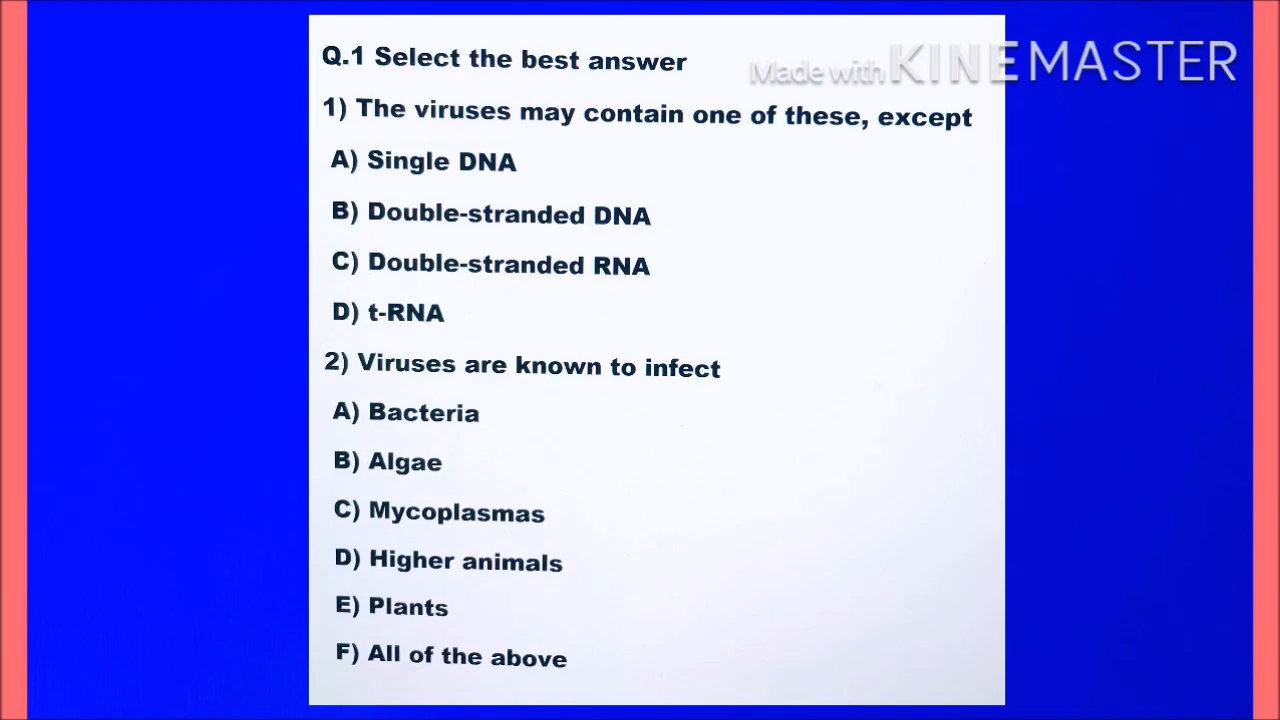 Made with KINEMASTER
Q.1 Select the best answer
1) The viruses may contain one of these, except
A) Single DNA
B) Double-stranded DNA
C) Double-stranded RNA
D) t-RNA
2) Viruses are known to infect
A) Bacteria
B) Algae
C) Mycoplasmas
D) Higher animals
E) Plants
F) All of the above